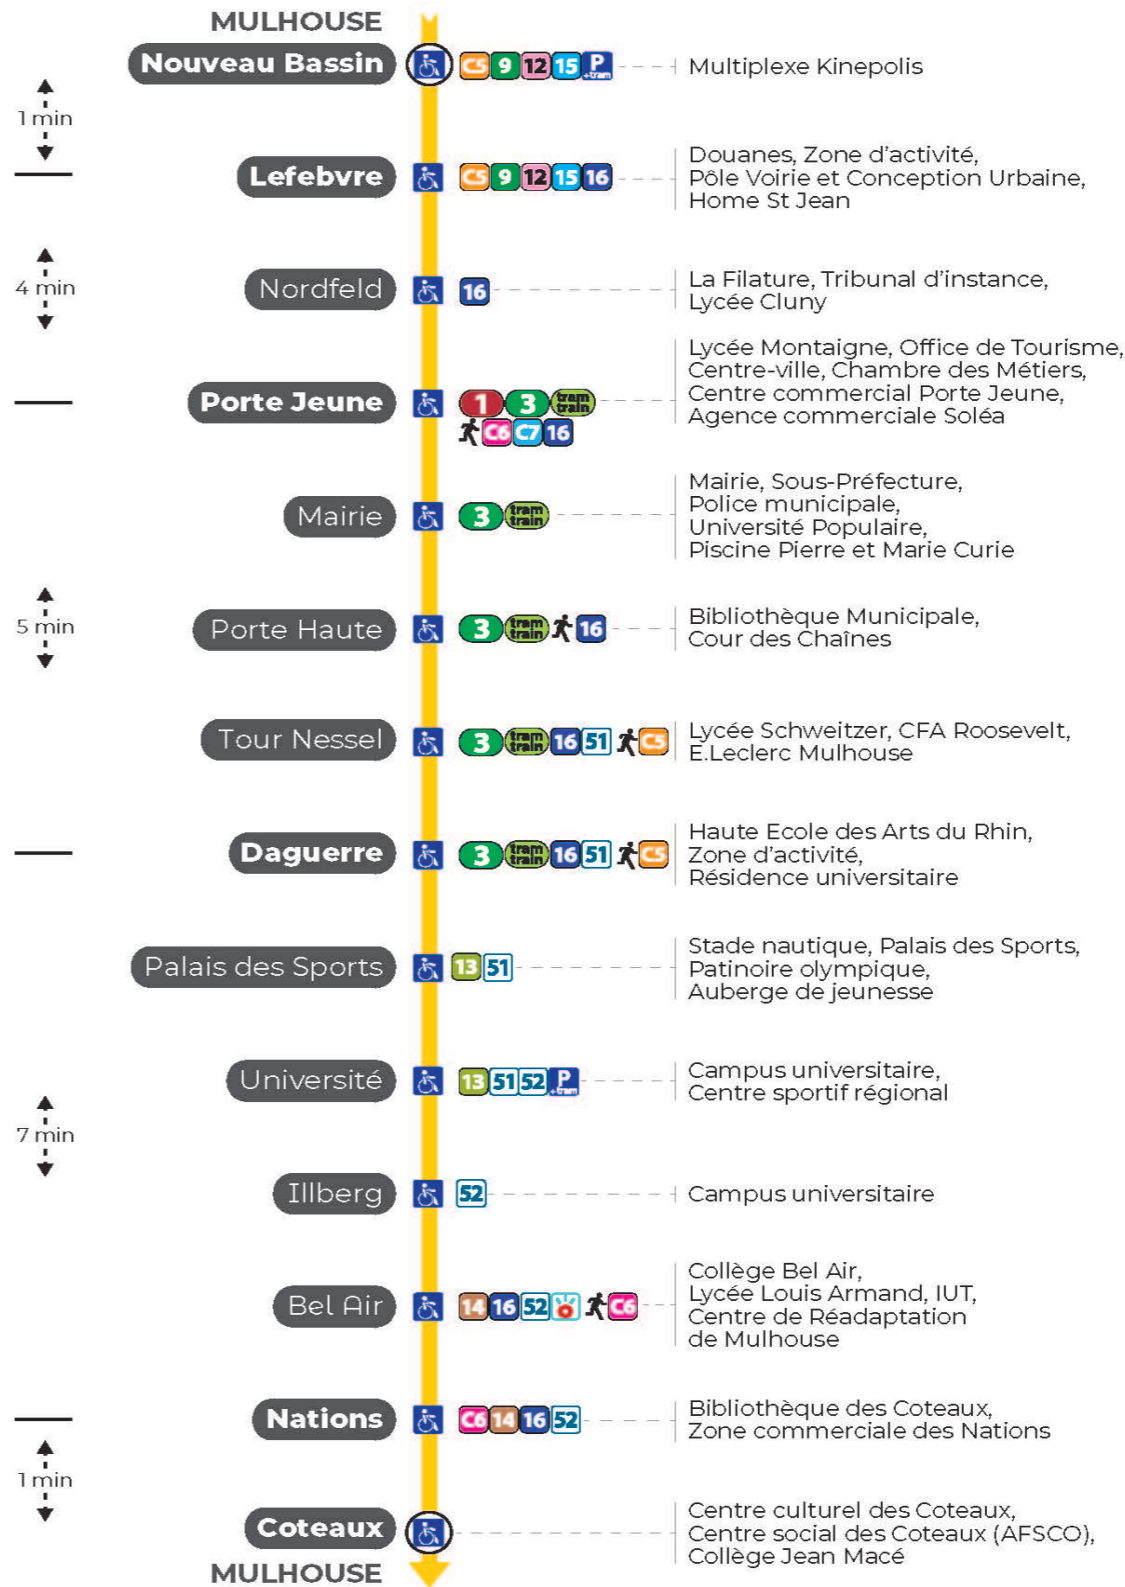 MULHOUSE
Nouveau Bassin C5 9 12 15 P +tram Multiplexe Kinepolis
1 min
Lefebvre C5 9 12 15 16 Douanes, Zone d'activité,
Pôle Voirie et Conception Urbaine,
Home St Jean
4 min
Nordfeld 16 La Filature, Tribunal d'instance,
Lycée Cluny
Porte Jeune 1 3 tram train Lycée Montaigne, Office de Tourisme,
Centre-ville, Chambre des Métiers,
Centre commercial Porte Jeune,
Agence commerciale Soléa
C6 C7 16
Mairie 3 tram train Mairie, Sous-Préfecture,
Police municipale,
Université Populaire,
Piscine Pierre et Marie Curie
5 min
Porte Haute 3 tram train 16 Bibliothèque Municipale,
Cour des Chaînes
Tour Nessel 3 tram train 16 51 C5 Lycée Schweitzer, CFA Roosevelt,
E.Leclerc Mulhouse
Daguerre 3 tram train 16 51 C5 Haute Ecole des Arts du Rhin,
Zone d'activité,
Résidence universitaire
Palais des Sports 13 51 Stade nautique, Palais des Sports,
Patinoire olympique,
Auberge de jeunesse
Université 13 51 52 P +tram Campus universitaire,
Centre sportif régional
7 min
Illberg 52 Campus universitaire
Bel Air 14 16 52 C6 Collège Bel Air,
Lycée Louis Armand, IUT,
Centre de Réadaptation
de Mulhouse
Nations C6 14 16 52 Bibliothèque des Coteaux,
Zone commerciale des Nations
1 min
Coteaux Centre culturel des Coteaux,
Centre social des Coteaux (AFSCO),
Collège Jean Macé
MULHOUSE